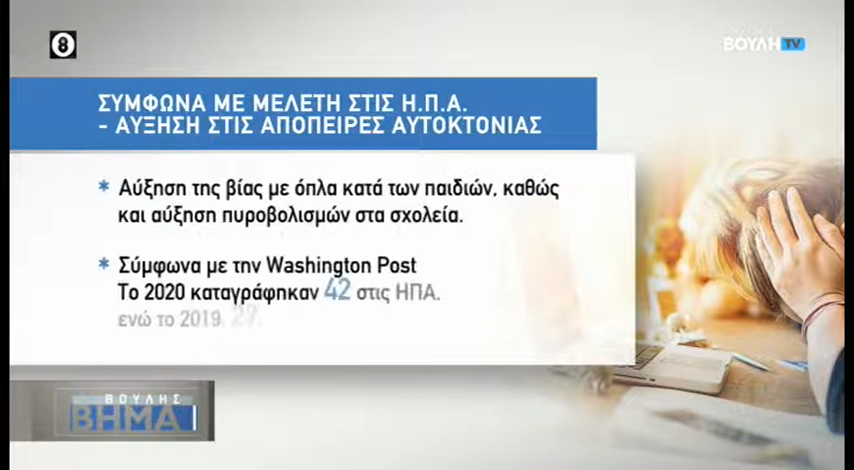 8
ΒΟΥΛΗ TV
ΣΥΜΦΩΝΑ ΜΕ ΜΕΛΕΤΗ ΣΤΙΣ Η.Π.Α.
- ΑΥΞΗΣΗ ΣΤΙΣ ΑΠΟΠΕΙΡΕΣ ΑΥΤΟΚΤΟΝΙΑΣ
* Αύξηση της βίας με όπλα κατά των παιδιών, καθώς
και αύξηση πυροβολισμών στα σχολεία.
* Σύμφωνα με την Washington Post
Το 2020 καταγράφηκαν 42 στις ΗΠΑ.
ενώ το 2019,
ΒΟΥΛΗΣ
ΒΗΜΑ